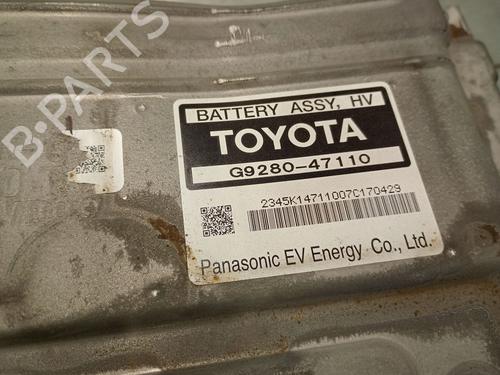 BATTERY ASSY, HV
TOYOTA
G9280-47110
2345K14711007C170429
Panasonic EV Energy Co., Ltd.
B-PARTS